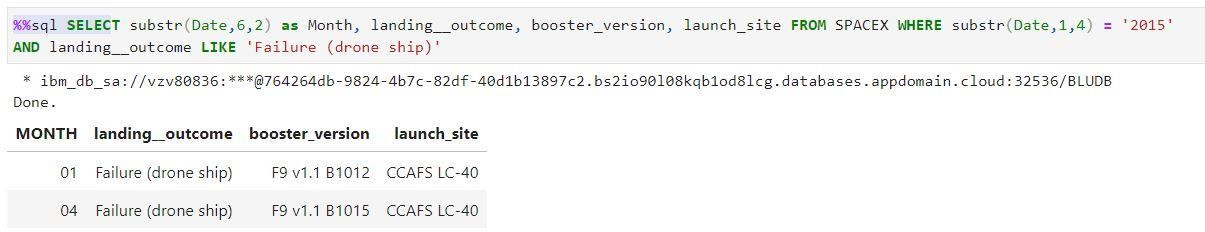 %%sql SELECT substr(Date,6,2) as Month, landing__outcome, booster_version, launch_site FROM SPACEX WHERE substr(Date,1,4) = '2015'
AND landing__outcome LIKE 'Failure (drone ship)'
* ibm_db_sa://vzv80836:***@764264db-9824-4b7c-82df-40d1b13897c2.bs2io90l08kqb1od8lcg.databases.appdomain.cloud:32536/BLUDB
Done.
MONTH landing__outcome booster_version launch_site
01 Failure (drone ship) F9 v1.1 B1012 CCAFS LC-40
04 Failure (drone ship) F9 v1.1 B1015 CCAFS LC-40